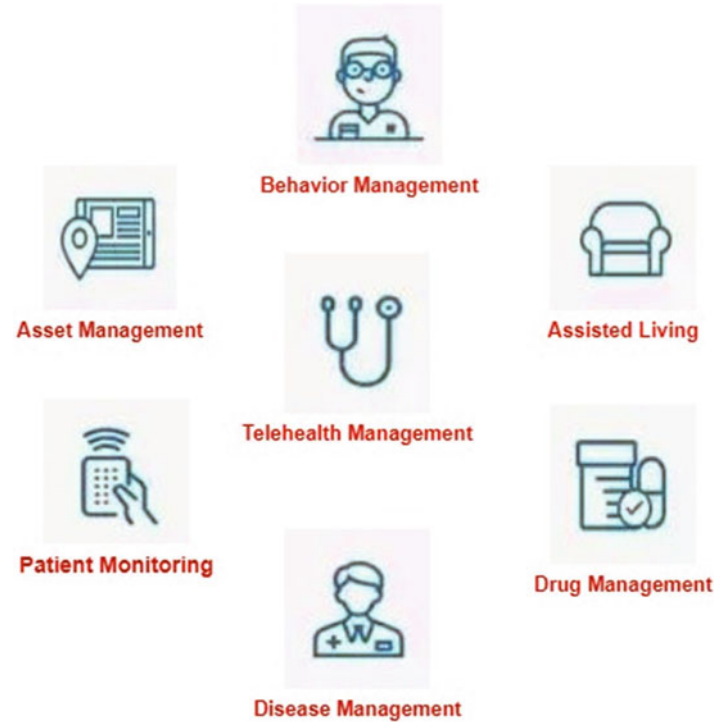 Behavior Management
Asset Management
Assisted Living
Telehealth Management
Patient Monitoring
Drug Management
Disease Management